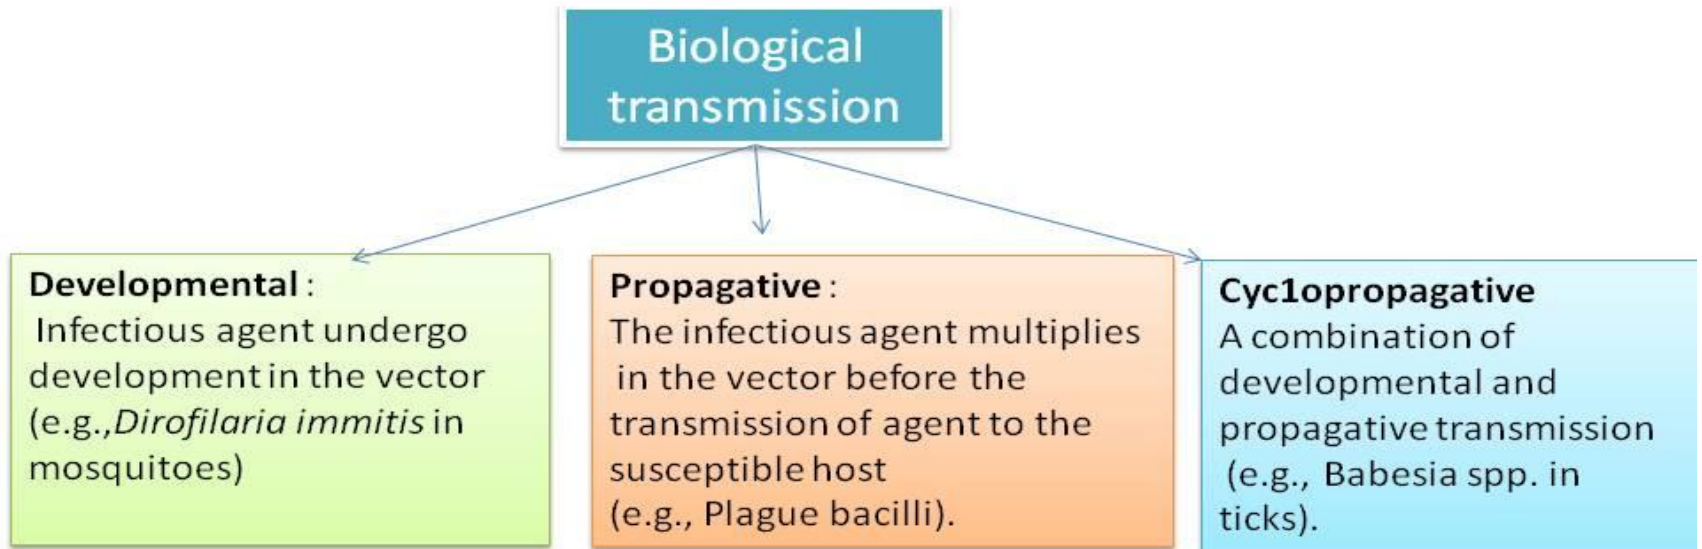 Biological
transmission
Developmental :
Infectious agent undergo
development in the vector
(e.g.,Dirofilaria immitis in
mosquitoes)
Propagative :
The infectious agent multiplies
in the vector before the
transmission of agent to the
susceptible host
(e.g., Plague bacilli).
Cyc1opropagative
A combination of
developmental and
propagative transmission
(e.g., Babesia spp. in
ticks).